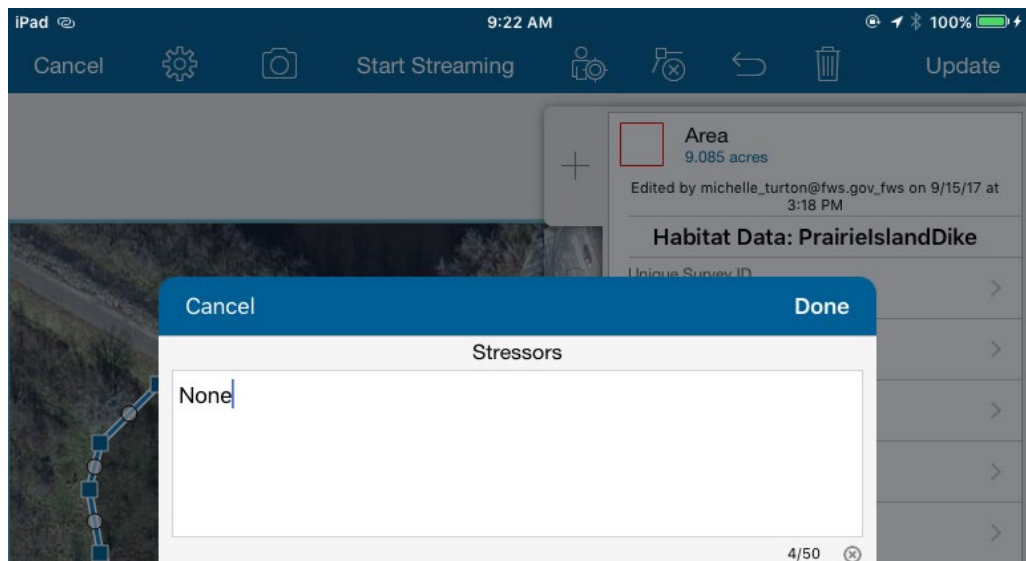 iPad 9:22 AM 100%
Cancel Start Streaming Update
Area
9.085 acres
Edited by michelle_turton@fws.gov_fws on 9/15/17 at
3:18 PM
Habitat Data: PrairieIslandDike
Unique Survey ID
Cancel Done
Stressors
None
4/50